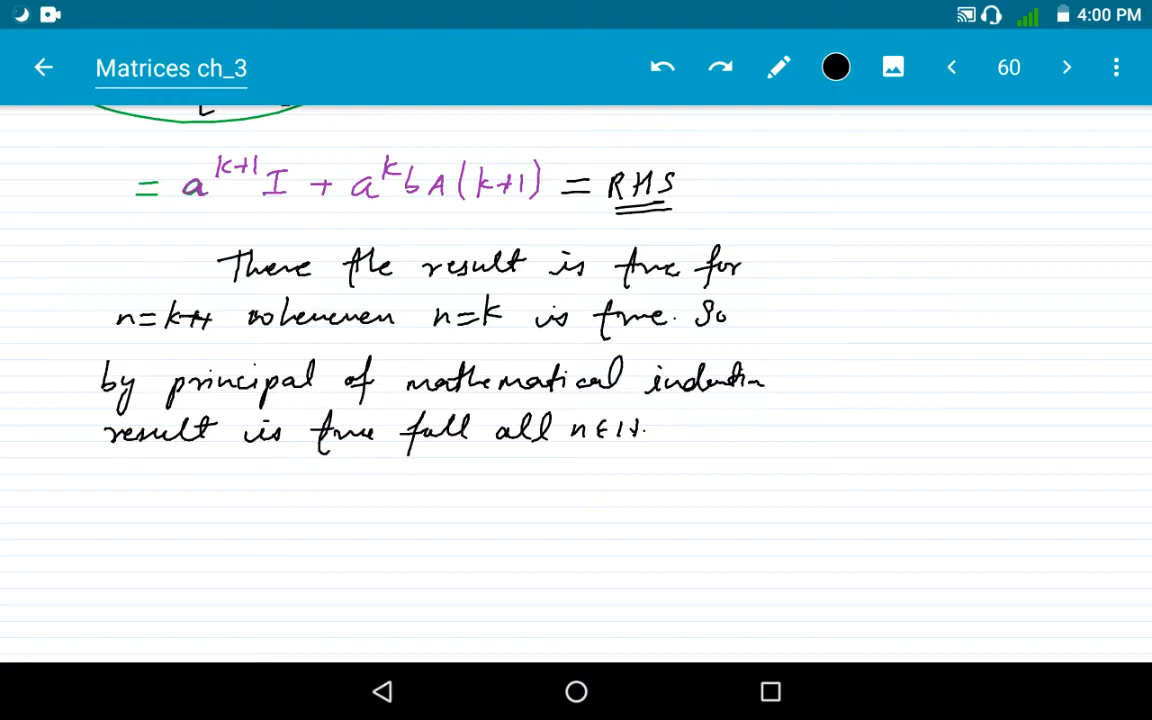 4:00 PM
Matrices ch_3
60
= a^{k+1} I + a^k bA (k+1) = RHS
There the result is true for
n=k+1 whenever n=k is true. So
by principal of mathematical induction
result is true fall all n∈N.